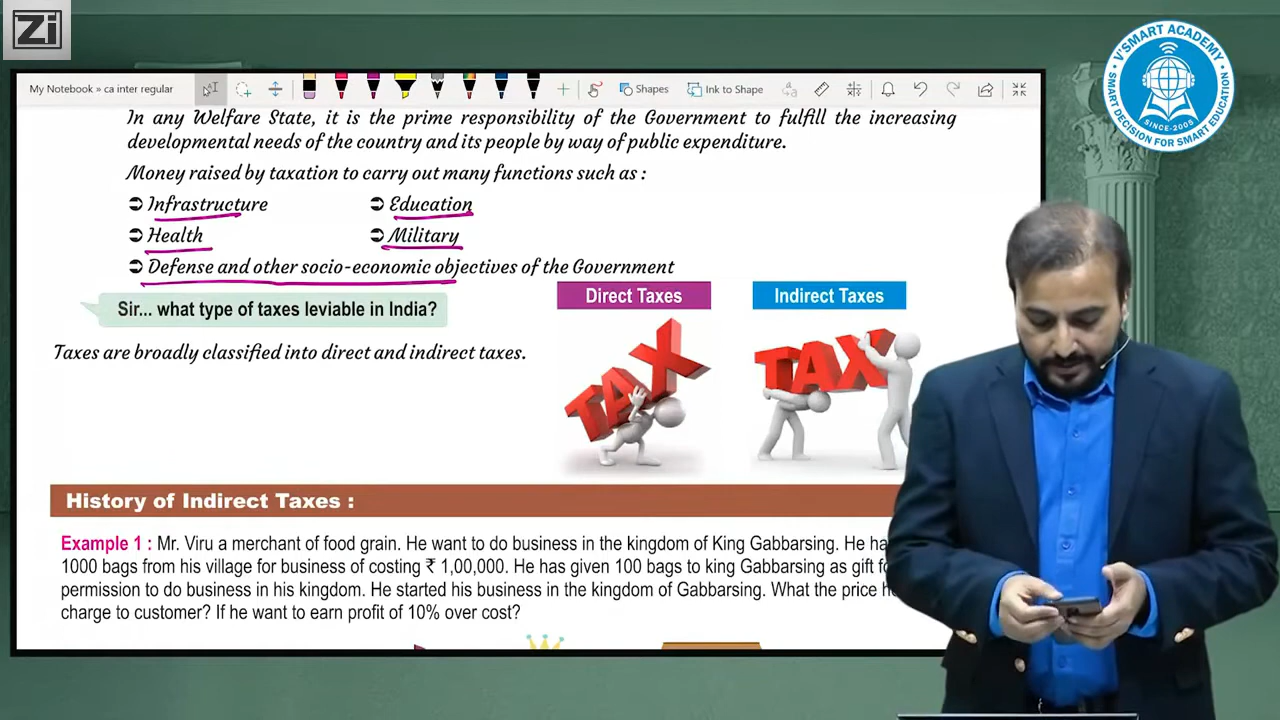 Zi
V'SMART ACADEMY
SMART DECISION FOR SMART EDUCATION
SINCE-2005
My Notebook » ca inter regular
Shapes
Ink to Shape
In any Welfare State, it is the prime responsibility of the Government to fulfill the increasing
developmental needs of the country and its people by way of public expenditure.
Money raised by taxation to carry out many functions such as :
➲ Infrastructure ➲ Education
➲ Health ➲ Military
➲ Defense and other socio-economic objectives of the Government
Direct Taxes Indirect Taxes
Sir... what type of taxes leviable in India?
TAX TAX
Taxes are broadly classified into direct and indirect taxes.
History of Indirect Taxes :
Example 1 : Mr. Viru a merchant of food grain. He want to do business in the kingdom of King Gabbarsing. He
1000 bags from his village for business of costing ₹ 1,00,000. He has given 100 bags to king Gabbarsing as gift
permission to do business in his kingdom. He started his business in the kingdom of Gabbarsing. What the price
charge to customer? If he want to earn profit of 10% over cost?